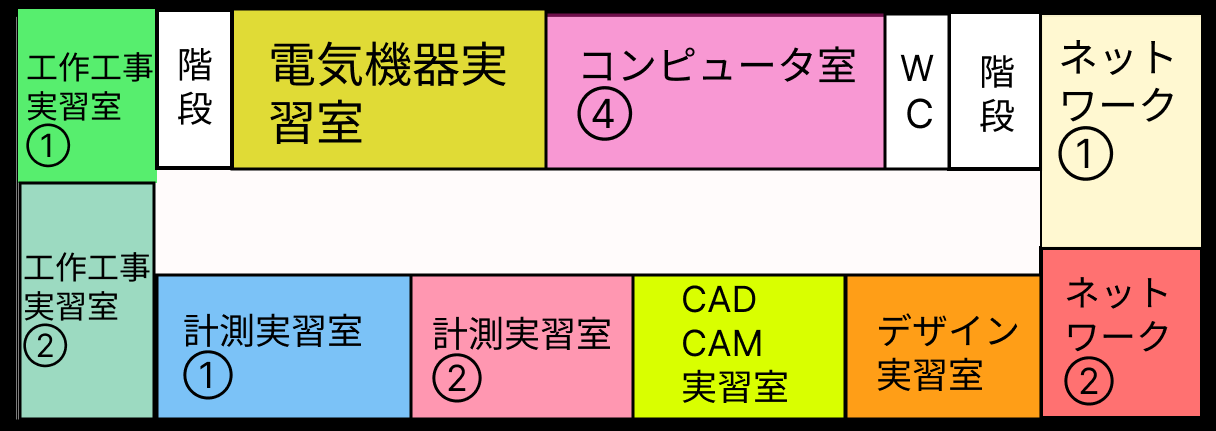 工作工事
実習室
①
階
段
電気機器実
習室
コンピュータ室
④
W
C
階
段
ネット
ワーク
①
工作工事
実習室
②
計測実習室
①
計測実習室
②
CAD
CAM
実習室
デザイン
実習室
ネット
ワーク
②